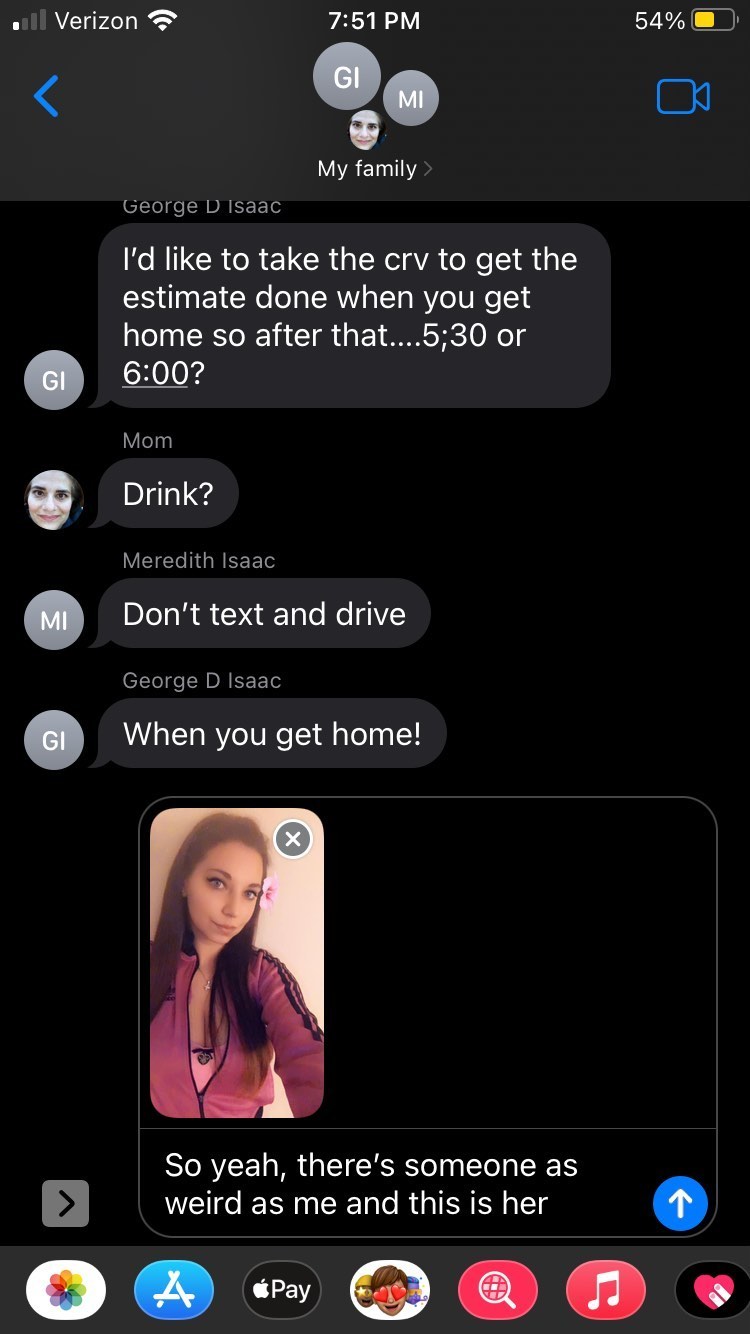 Verizon 7:51 PM 54%
GI MI
My family
George D Isaac
I'd like to take the crv to get the
estimate done when you get
home so after that....5;30 or
6:00?
GI
Mom
Drink?
Meredith Isaac
MI
Don't text and drive
George D Isaac
GI
When you get home!
So yeah, there's someone as
weird as me and this is her
Pay